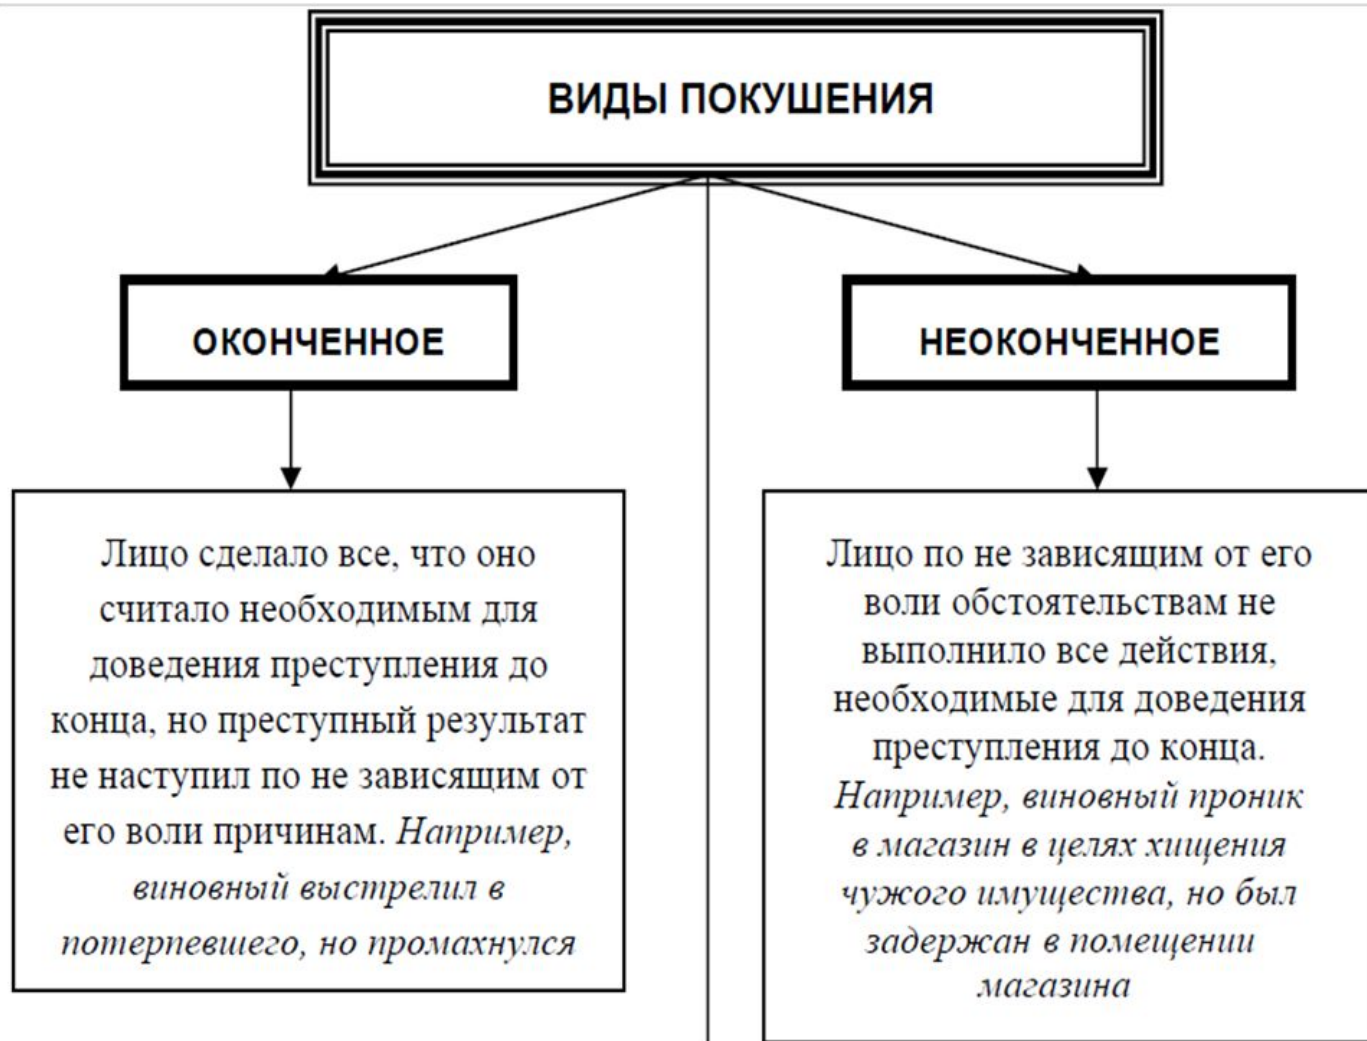 ВИДЫ ПОКУШЕНИЯ
ОКОНЧЕННОЕ
НЕОКОНЧЕННОЕ
Лицо сделало все, что оно
считало необходимым для
доведения преступления до
конца, но преступный результат
не наступил по не зависящим от
его воли причинам. Например,
виновный выстрелил в
потерпевшего, но промахнулся
Лицо по не зависящим от его
воли обстоятельствам не
выполнило все действия,
необходимые для доведения
преступления до конца.
Например, виновный проник
в магазин в целях хищения
чужого имущества, но был
задержан в помещении
магазина